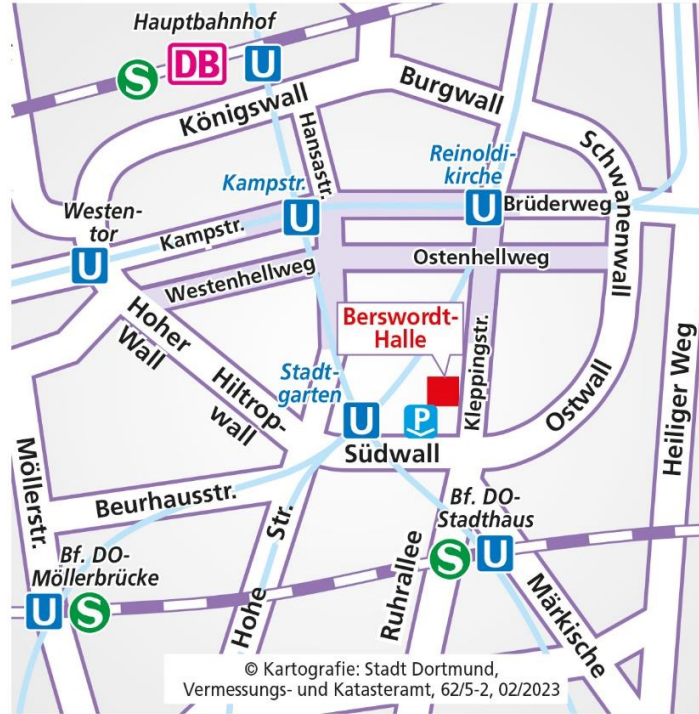 Hauptbahnhof
S
DB
U
Königswall
Burgwall
Hansastr.
Schwanenwall
Reinoldi-
kirche
U
Brüderweg
Kampstr.
U
Westen-
tor
U
Kampstr.
Ostenhellweg
Westenhellweg
Berswordt-
Halle
Hoher
Wall
Hiltrop-
wall
Stadt-
garten
U
P
Kleppingstr.
Ostwall
Heiliger Weg
Südwall
Möllerstr.
Beurhausstr.
Bf. DO-
Stadthaus
S
U
Bf. DO-
Möllerbrücke
U
S
Hohe Str.
Ruhrallee
Märkische
© Kartografie: Stadt Dortmund,
Vermessungs- und Katasteramt, 62/5-2, 02/2023